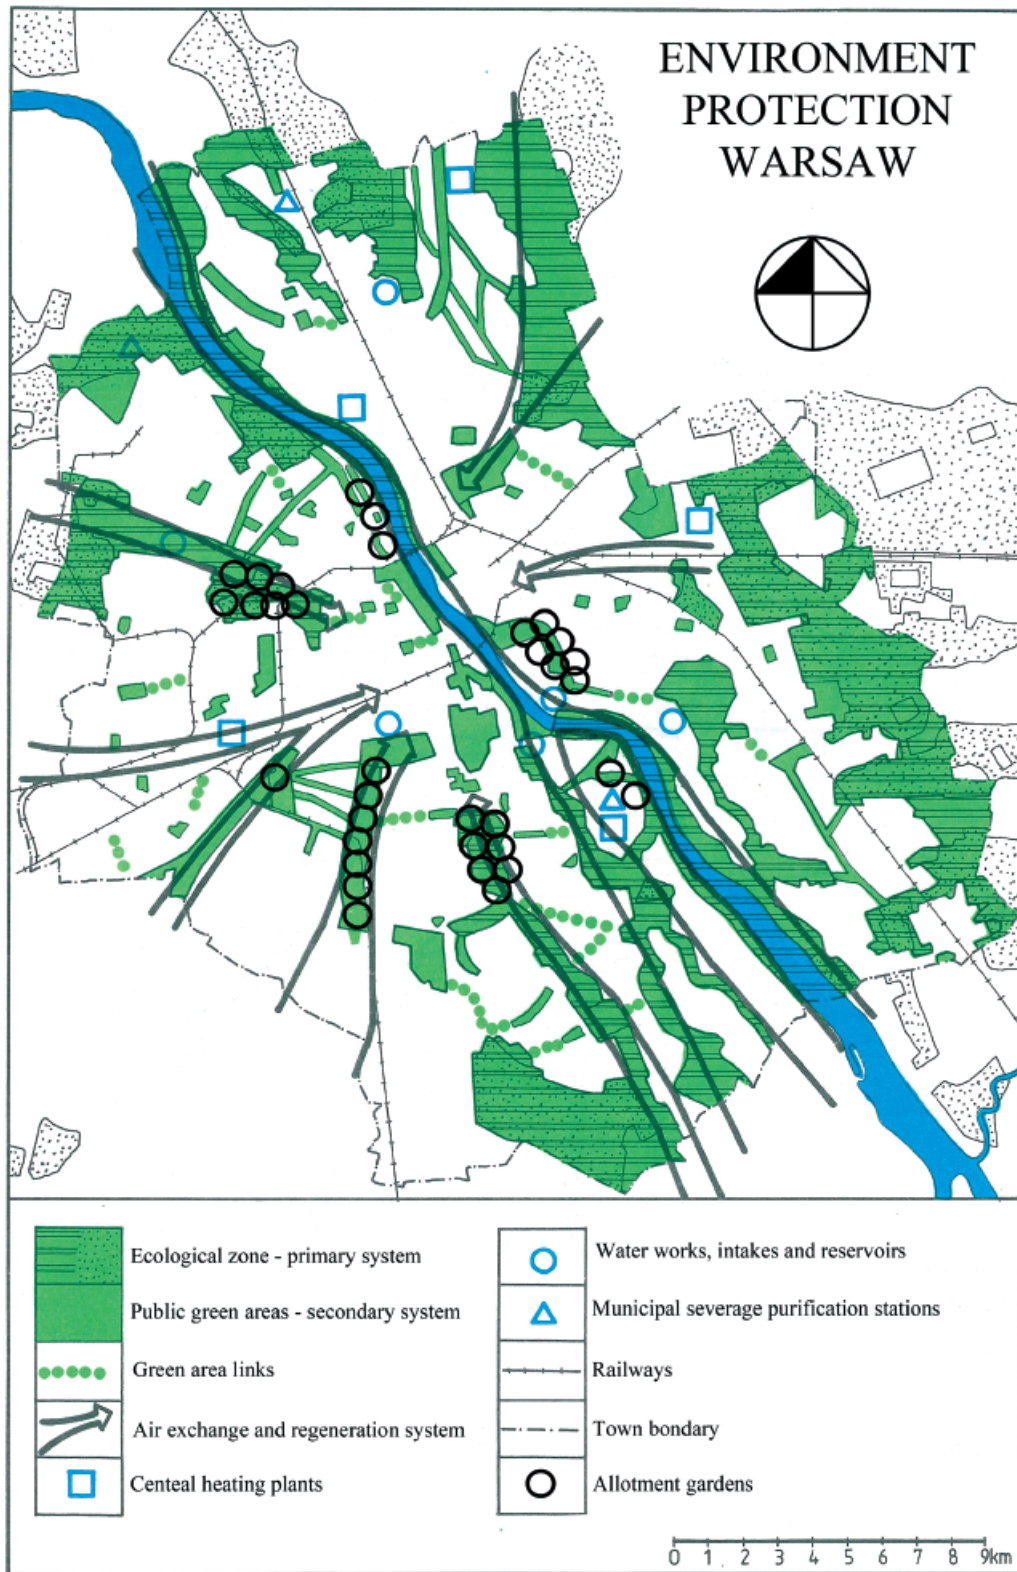 ENVIRONMENT
PROTECTION
WARSAW
Ecological zone - primary system
Public green areas - secondary system
Green area links
Air exchange and regeneration system
Centeal heating plants
Water works, intakes and reservoirs
Municipal severage purification stations
Railways
Town bondary
Allotment gardens
0 1 2 3 4 5 6 7 8 9km